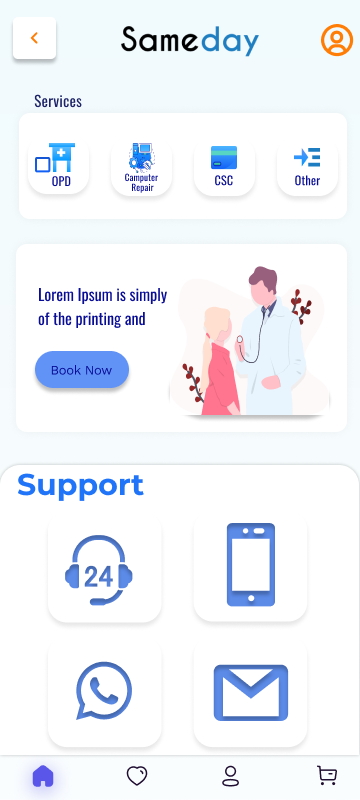 Sameday
Services
OPD
Camputer
Repair
CSC
Other
Lorem Ipsum is simply
of the printing and
Book Now
Support
24